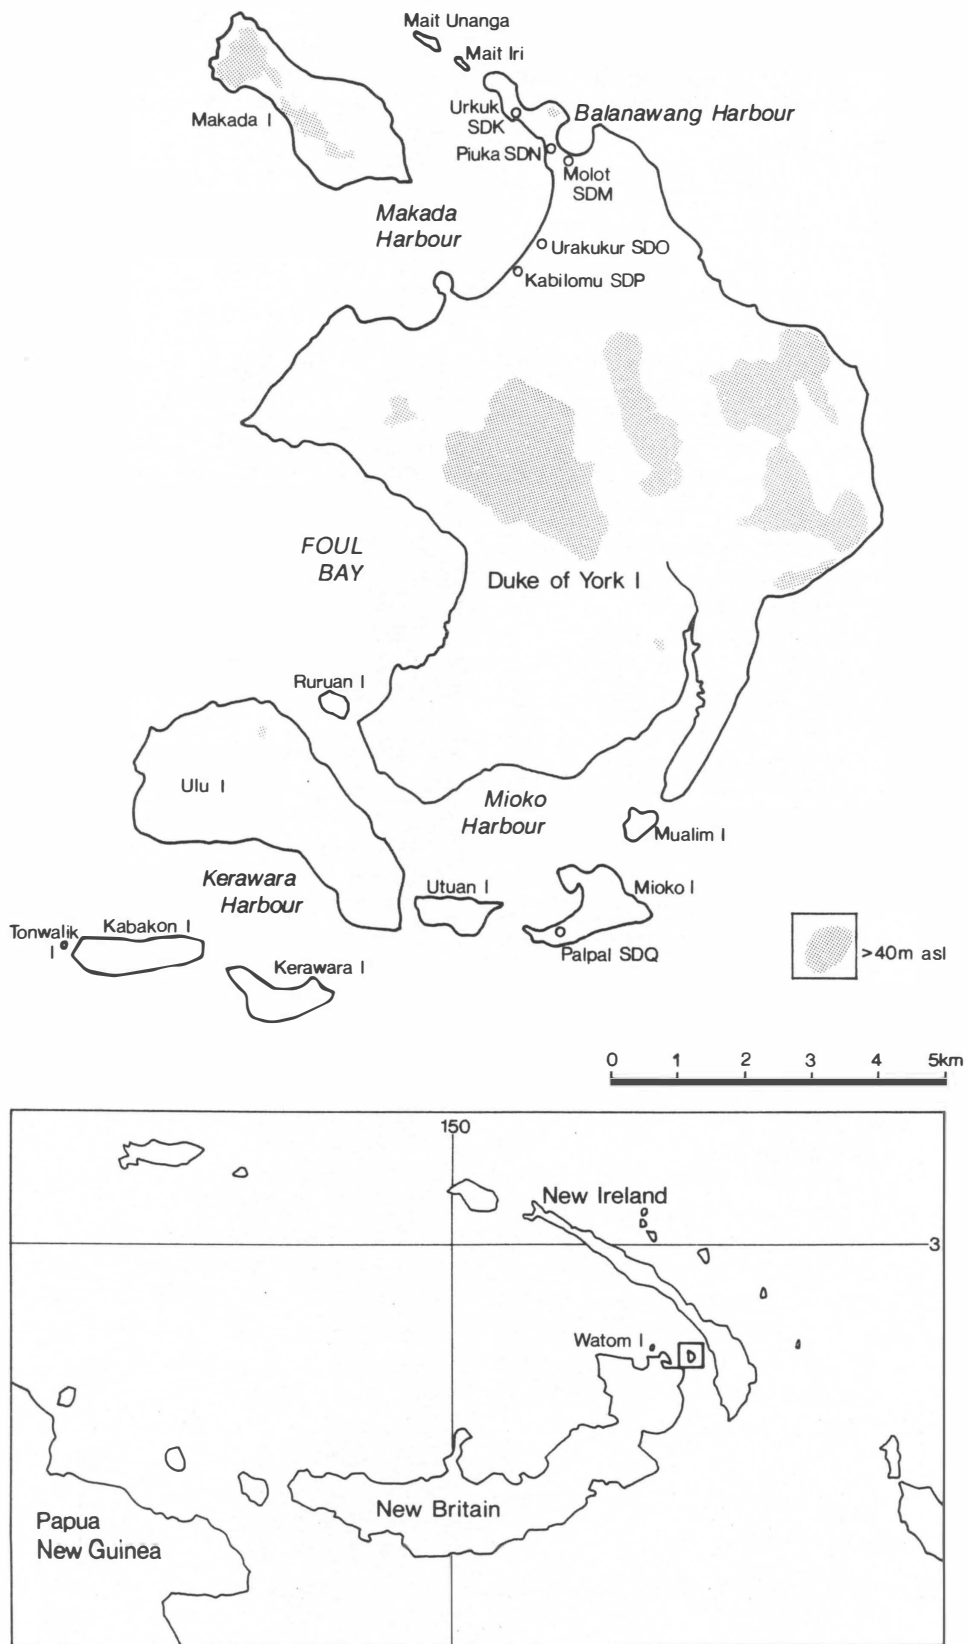 Mait Unanga
Mait Iri
Makada I
Urkuk
SDK
Balanawang Harbour
Piuka SDN
Molot
SDM
Makada
Harbour
Urakukur SDO
Kabilomu SDP
FOUL
BAY
Duke of York I
Ruruan I
Ulu I
Mioko
Harbour
Mualim I
Kerawara
Harbour
Utuan I
Mioko I
Tonwalik
I
Kabakon I
Palpal SDQ
>40m asl
Kerawara I
0 1 2 3 4 5km
150
New Ireland
3
Watom I
D
New Britain
Papua
New Guinea